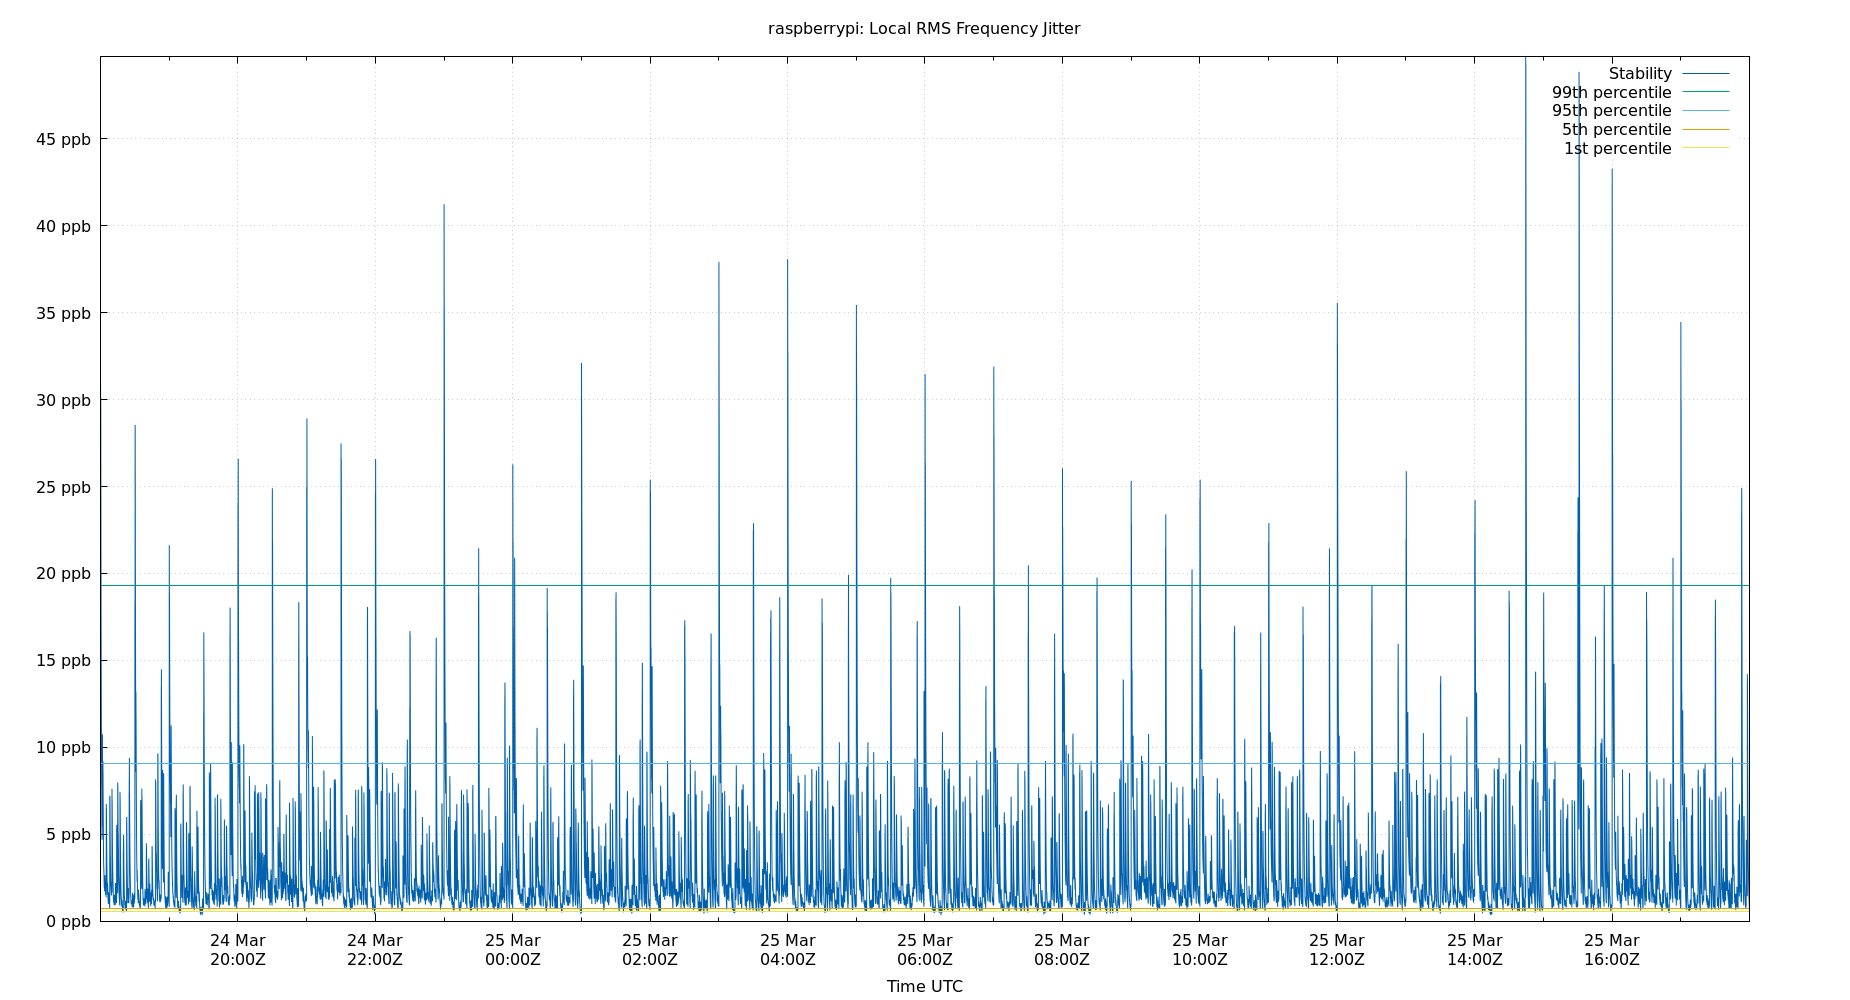 raspberrypi: Local RMS Frequency Jitter
Stability
99th percentile
95th percentile
5th percentile
1st percentile
45 ppb
40 ppb
35 ppb
30 ppb
25 ppb
20 ppb
15 ppb
10 ppb
5 ppb
0 ppb
24 Mar 24 Mar 25 Mar 25 Mar 25 Mar 25 Mar 25 Mar 25 Mar 25 Mar 25 Mar 25 Mar
20:00Z 22:00Z 00:00Z 02:00Z 04:00Z 06:00Z 08:00Z 10:00Z 12:00Z 14:00Z 16:00Z
Time UTC